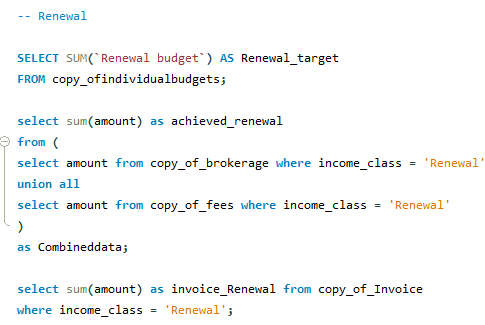 -- Renewal
SELECT SUM(`Renewal budget`) AS Renewal_target
FROM copy_ofindividualbudgets;
select sum(amount) as achieved_renewal
from (
select amount from copy_of_brokerage where income_class = 'Renewal'
union all
select amount from copy_of_fees where income_class = 'Renewal'
)
as Combineddata;
select sum(amount) as invoice_Renewal from copy_of_Invoice
where income_class = 'Renewal';